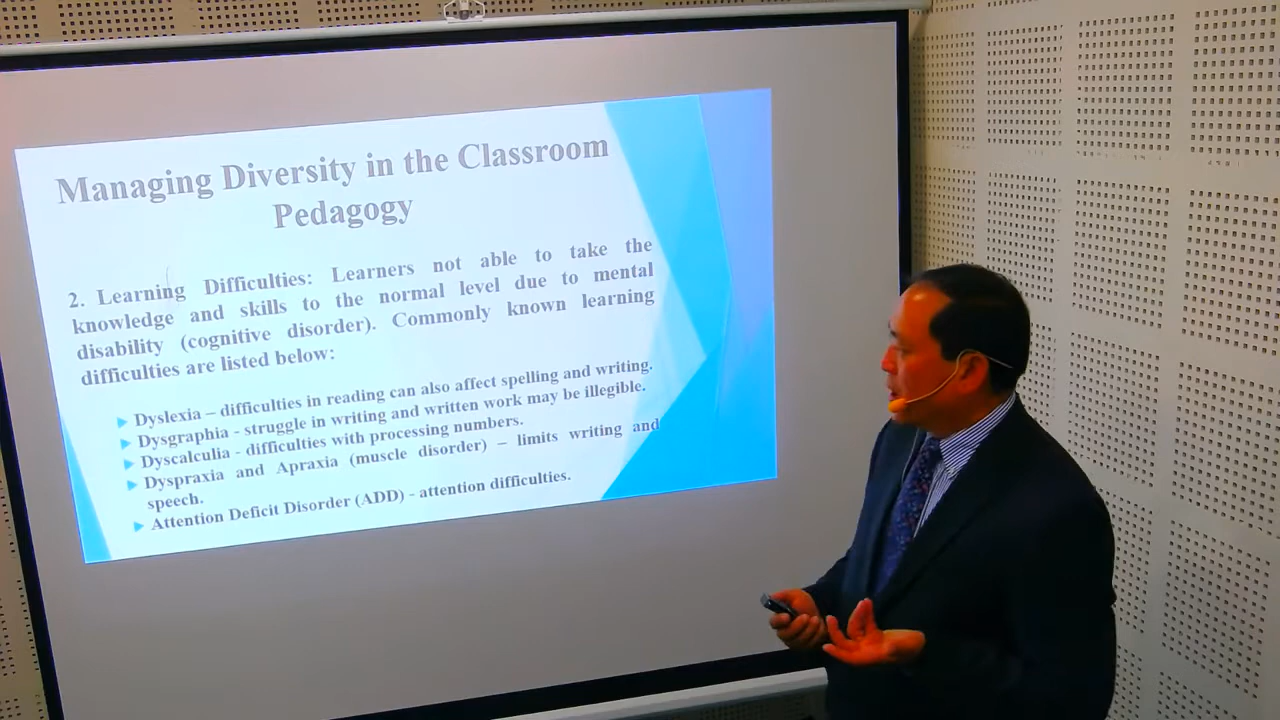 Managing Diversity in the Classroom
Pedagogy
2. Learning Difficulties: Learners not able to take the
knowledge and skills to the normal level due to mental
disability (cognitive disorder). Commonly known learning
difficulties are listed below:
Dyslexia – difficulties in reading can also affect spelling and writing.
Dysgraphia - struggle in writing and written work may be illegible.
Dyscalculia - difficulties with processing numbers.
Dyspraxia and Apraxia (muscle disorder) – limits writing and
speech.
Attention Deficit Disorder (ADD) - attention difficulties.